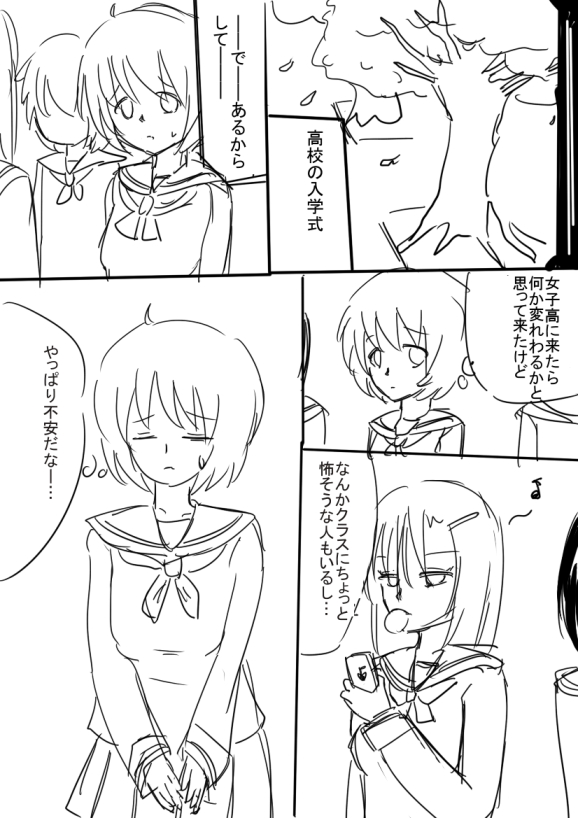 高校の入学式
――で――あるから
して――――
女子高に来たら
何か変れわるかと
思って来たけど
なんかクラスにちょっと
怖そうな人もいるし…
やっぱり不安だなー…